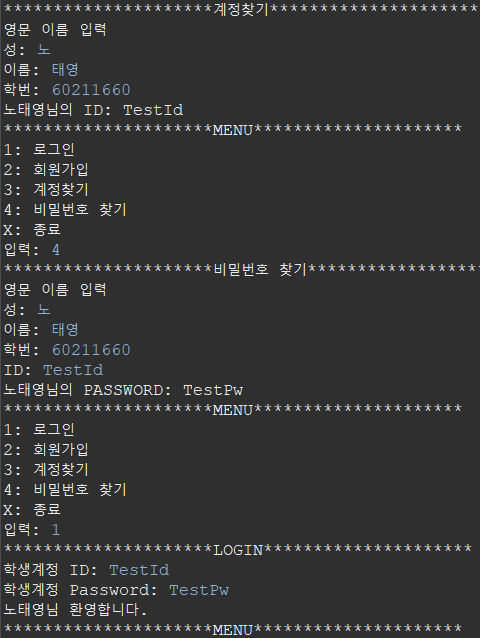 *********************계정찾기*********************
영문 이름 입력
성: 노
이름: 태영
학번: 60211660
노태영님의 ID: TestId
*********************MENU*********************
1: 로그인
2: 회원가입
3: 계정찾기
4: 비밀번호 찾기
X: 종료
입력: 4
*********************비밀번호 찾기******************
영문 이름 입력
성: 노
이름: 태영
학번: 60211660
ID: TestId
노태영님의 PASSWORD: TestPw
*********************MENU*********************
1: 로그인
2: 회원가입
3: 계정찾기
4: 비밀번호 찾기
X: 종료
입력: 1
*********************LOGIN*********************
학생계정 ID: TestId
학생계정 Password: TestPw
노태영님 환영합니다.
*********************MENU*********************